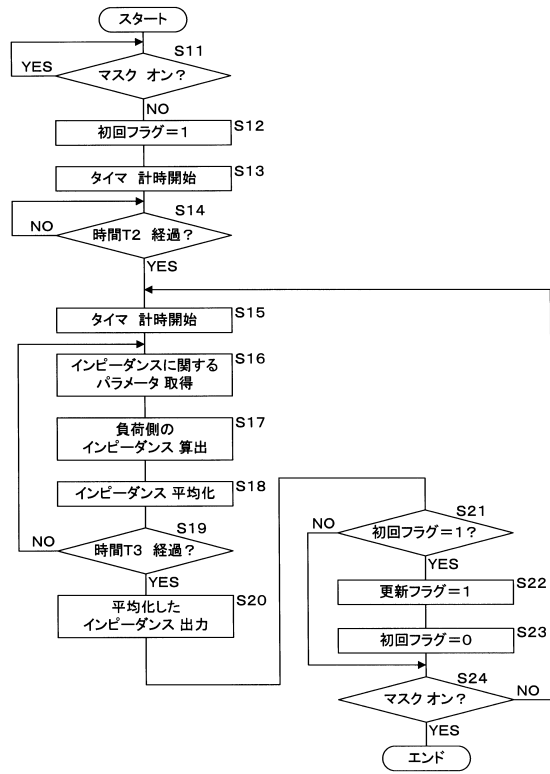 スタート
S11
マスク オン?
YES
NO
初回フラグ=1
S12
タイマ 計時開始
S13
S14
時間T2 経過?
NO
YES
タイマ 計時開始
S15
インピーダンスに関する
パラメータ 取得
S16
負荷側の
インピーダンス 算出
S17
インピーダンス 平均化
S18
S19
時間T3 経過?
NO
YES
平均化した
インピーダンス 出力
S20
S21
初回フラグ=1?
NO
YES
更新フラグ=1
S22
初回フラグ=0
S23
S24
マスク オン?
NO
YES
エンド